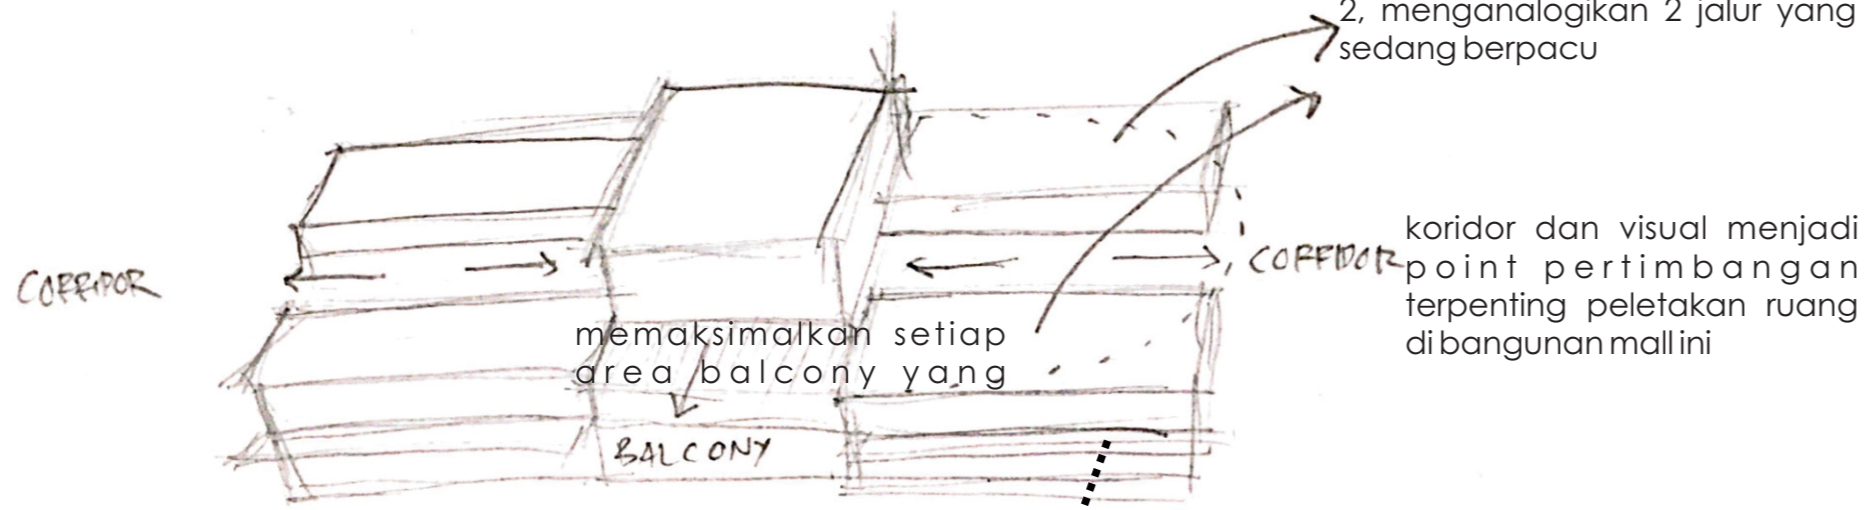 2, menganalogikan 2 jalur yang
sedang berpacu
CORRIDOR
CORRIDOR
koridor dan visual menjadi
point pertimbangan
terpenting peletakan ruang
di bangunan mall ini
memaksimalkan setiap
area balcony yang
BALCONY